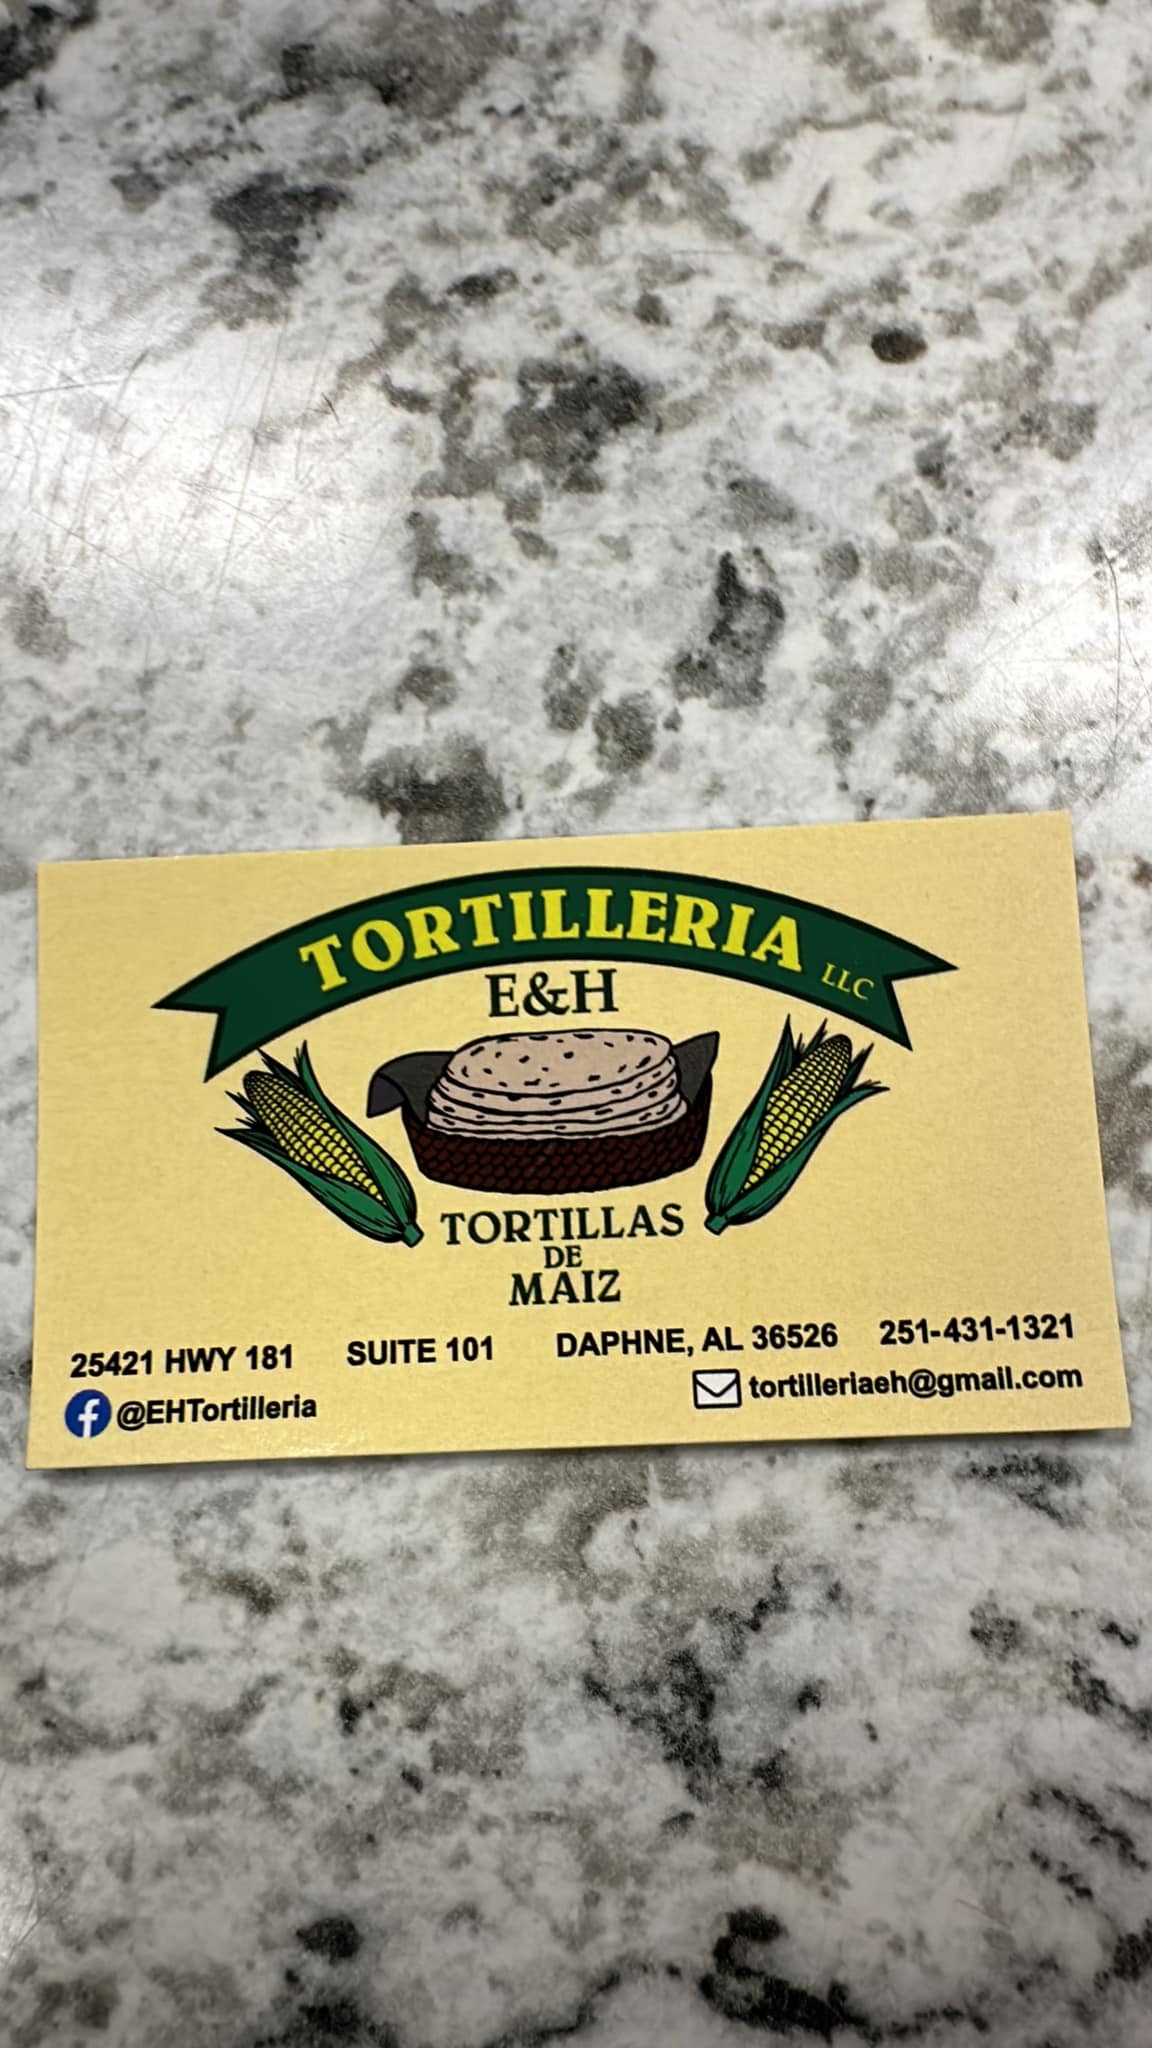 TORTILLERIA LLC
E&H
TORTILLAS
DE
MAIZ
25421 HWY 181 SUITE 101 DAPHNE, AL 36526 251-431-1321
@EHTortilleria tortilleriaeh@gmail.com